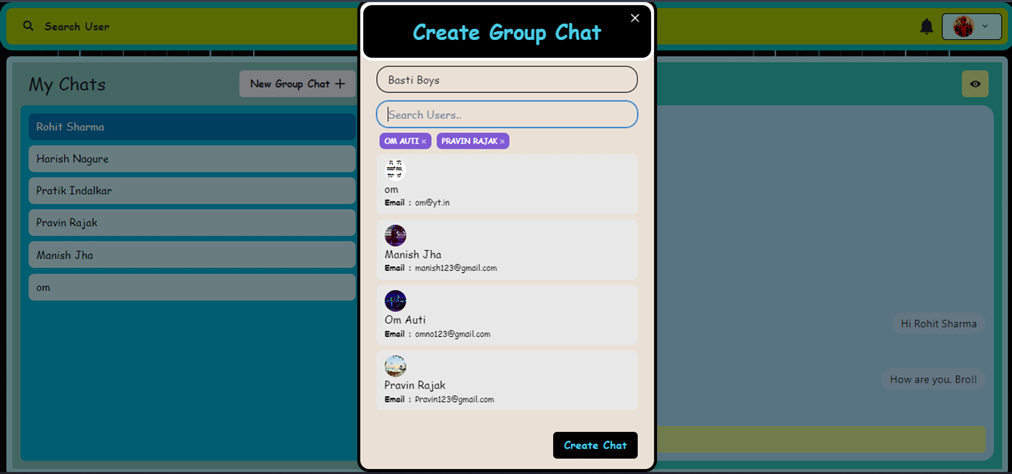 Search User
My Chats
New Group Chat +
Rohit Sharma
Harish Nagure
Pratik Indalkar
Pravin Rajak
Manish Jha
om
Create Group Chat
Basti Boys
Search Users..
OM AUTI × PRAVIN RAJAK ×
om
Email : om@yt.in
Manish Jha
Email : manish123@gmail.com
Om Auti
Email : omno123@gmail.com
Pravin Rajak
Email : Pravin123@gmail.com
Create Chat
Hi Rohit Sharma
How are you, Bro!!